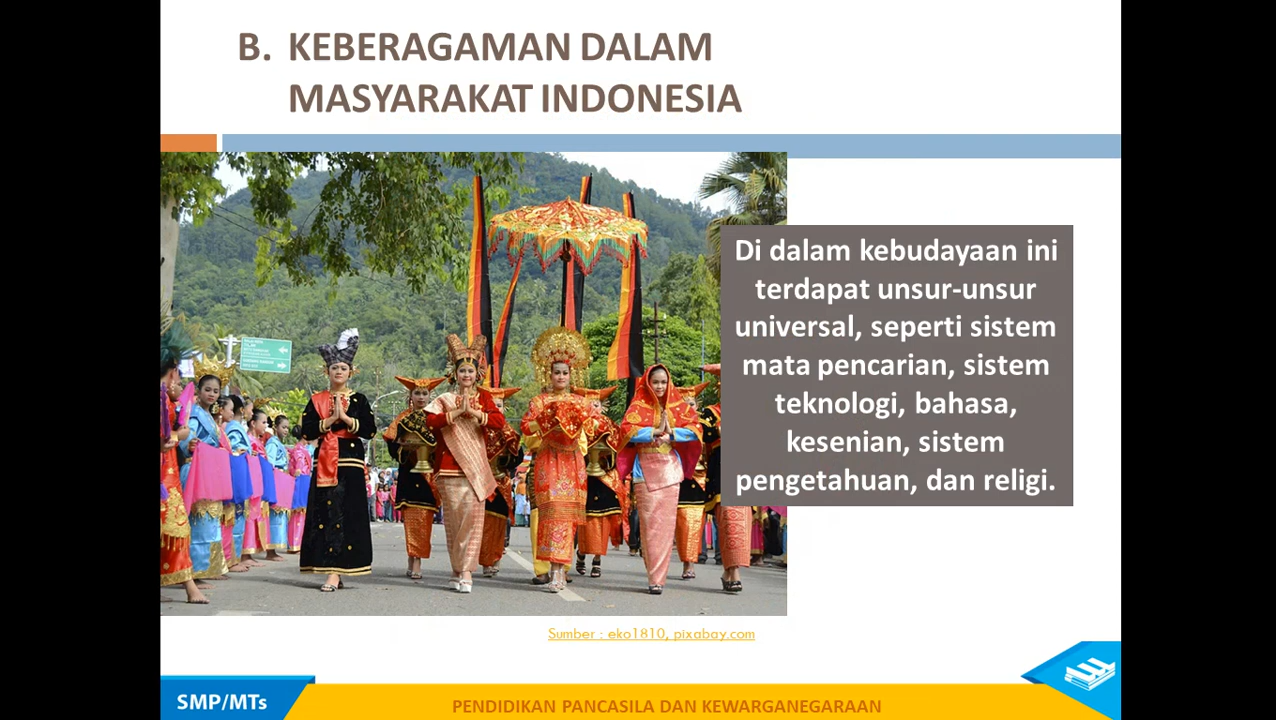 B. KEBERAGAMAN DALAM
MASYARAKAT INDONESIA
Di dalam kebudayaan ini
terdapat unsur-unsur
universal, seperti sistem
mata pencarian, sistem
teknologi, bahasa,
kesenian, sistem
pengetahuan, dan religi.
Sumber : eko1810, pixabay.com
SMP/MTs
PENDIDIKAN PANCASILA DAN KEWARGANEGARAAN